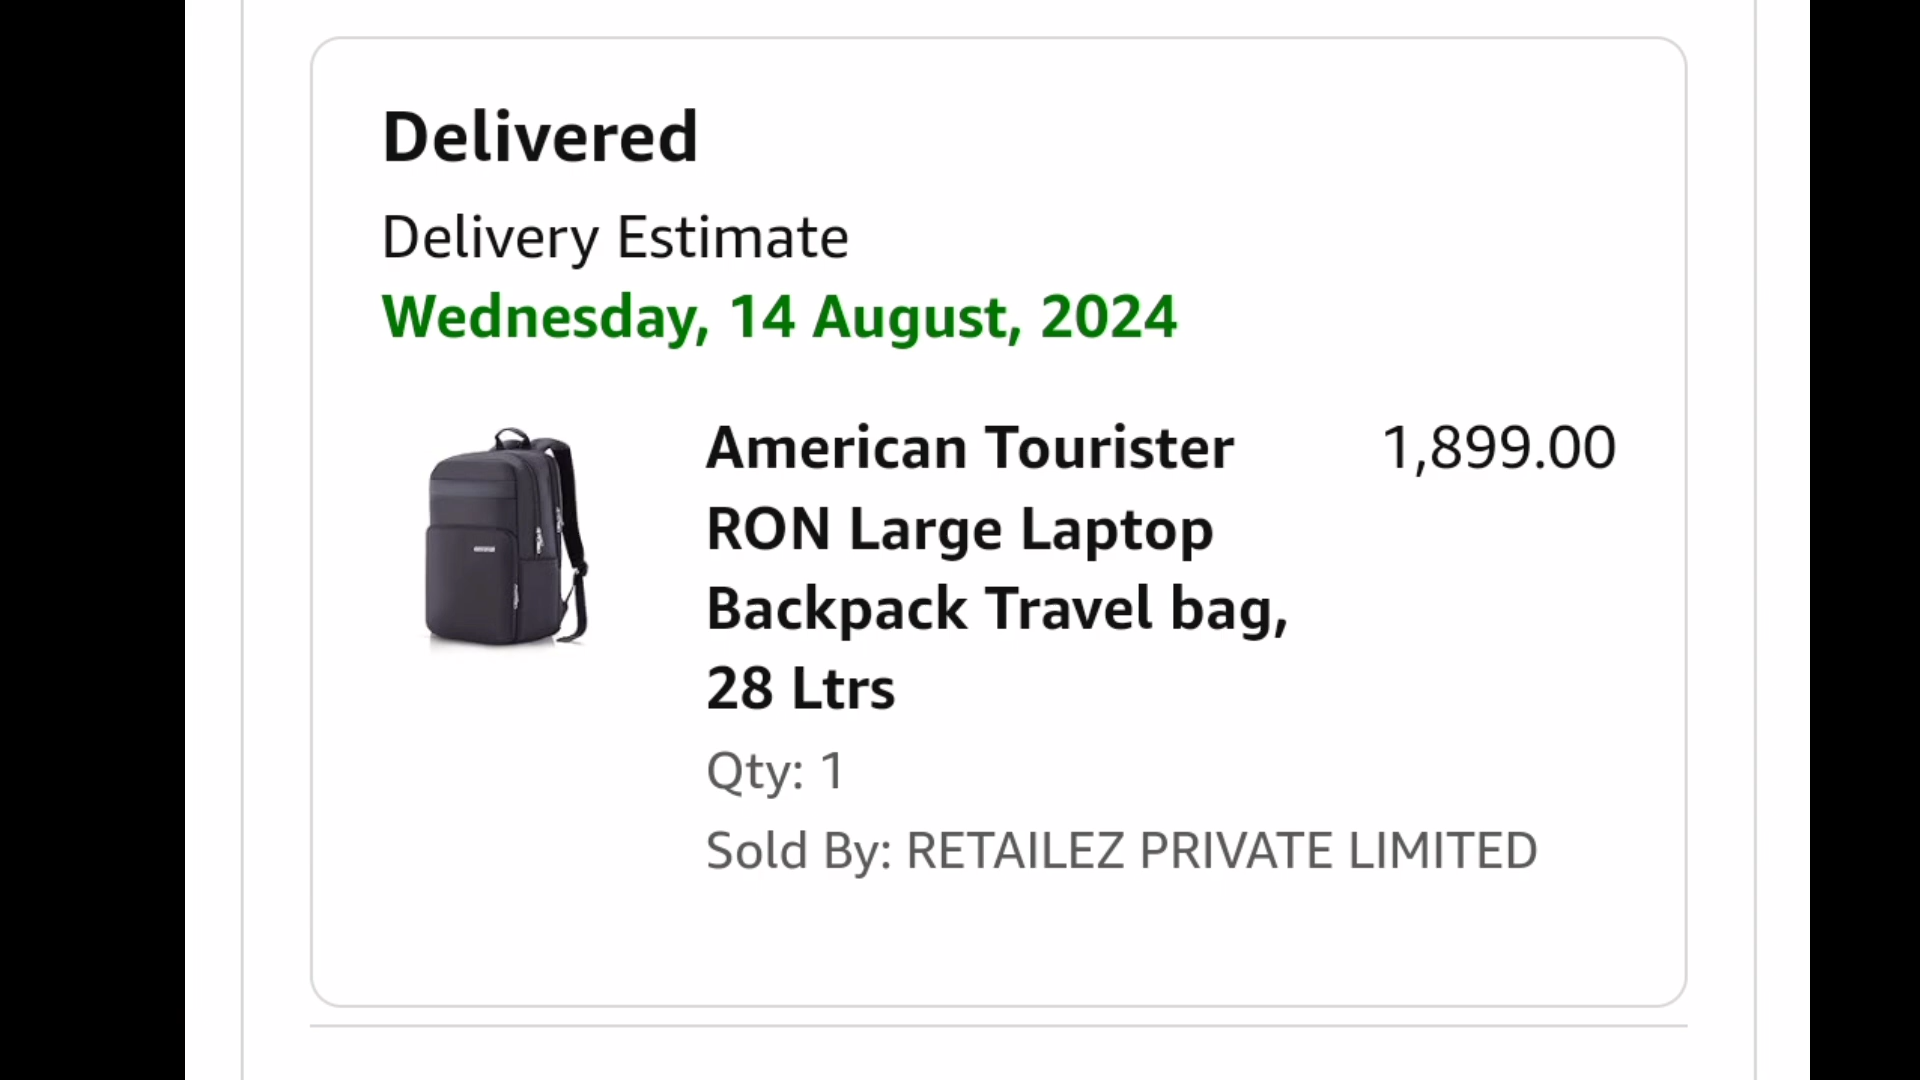 Delivered
Delivery Estimate
Wednesday, 14 August, 2024
American Tourister 1,899.00
RON Large Laptop
Backpack Travel bag,
28 Ltrs
Qty: 1
Sold By: RETAILEZ PRIVATE LIMITED